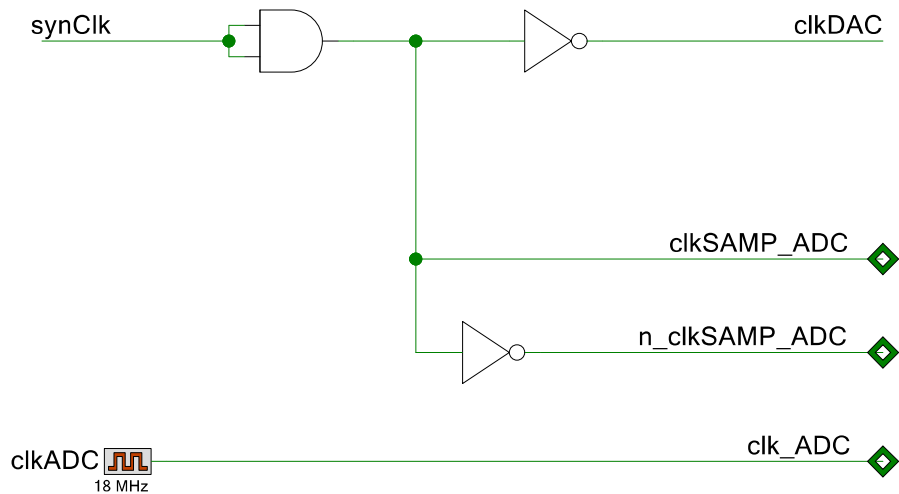 synClk
clkDAC
clkSAMP_ADC
n_clkSAMP_ADC
clk_ADC
clkADC
18 MHz